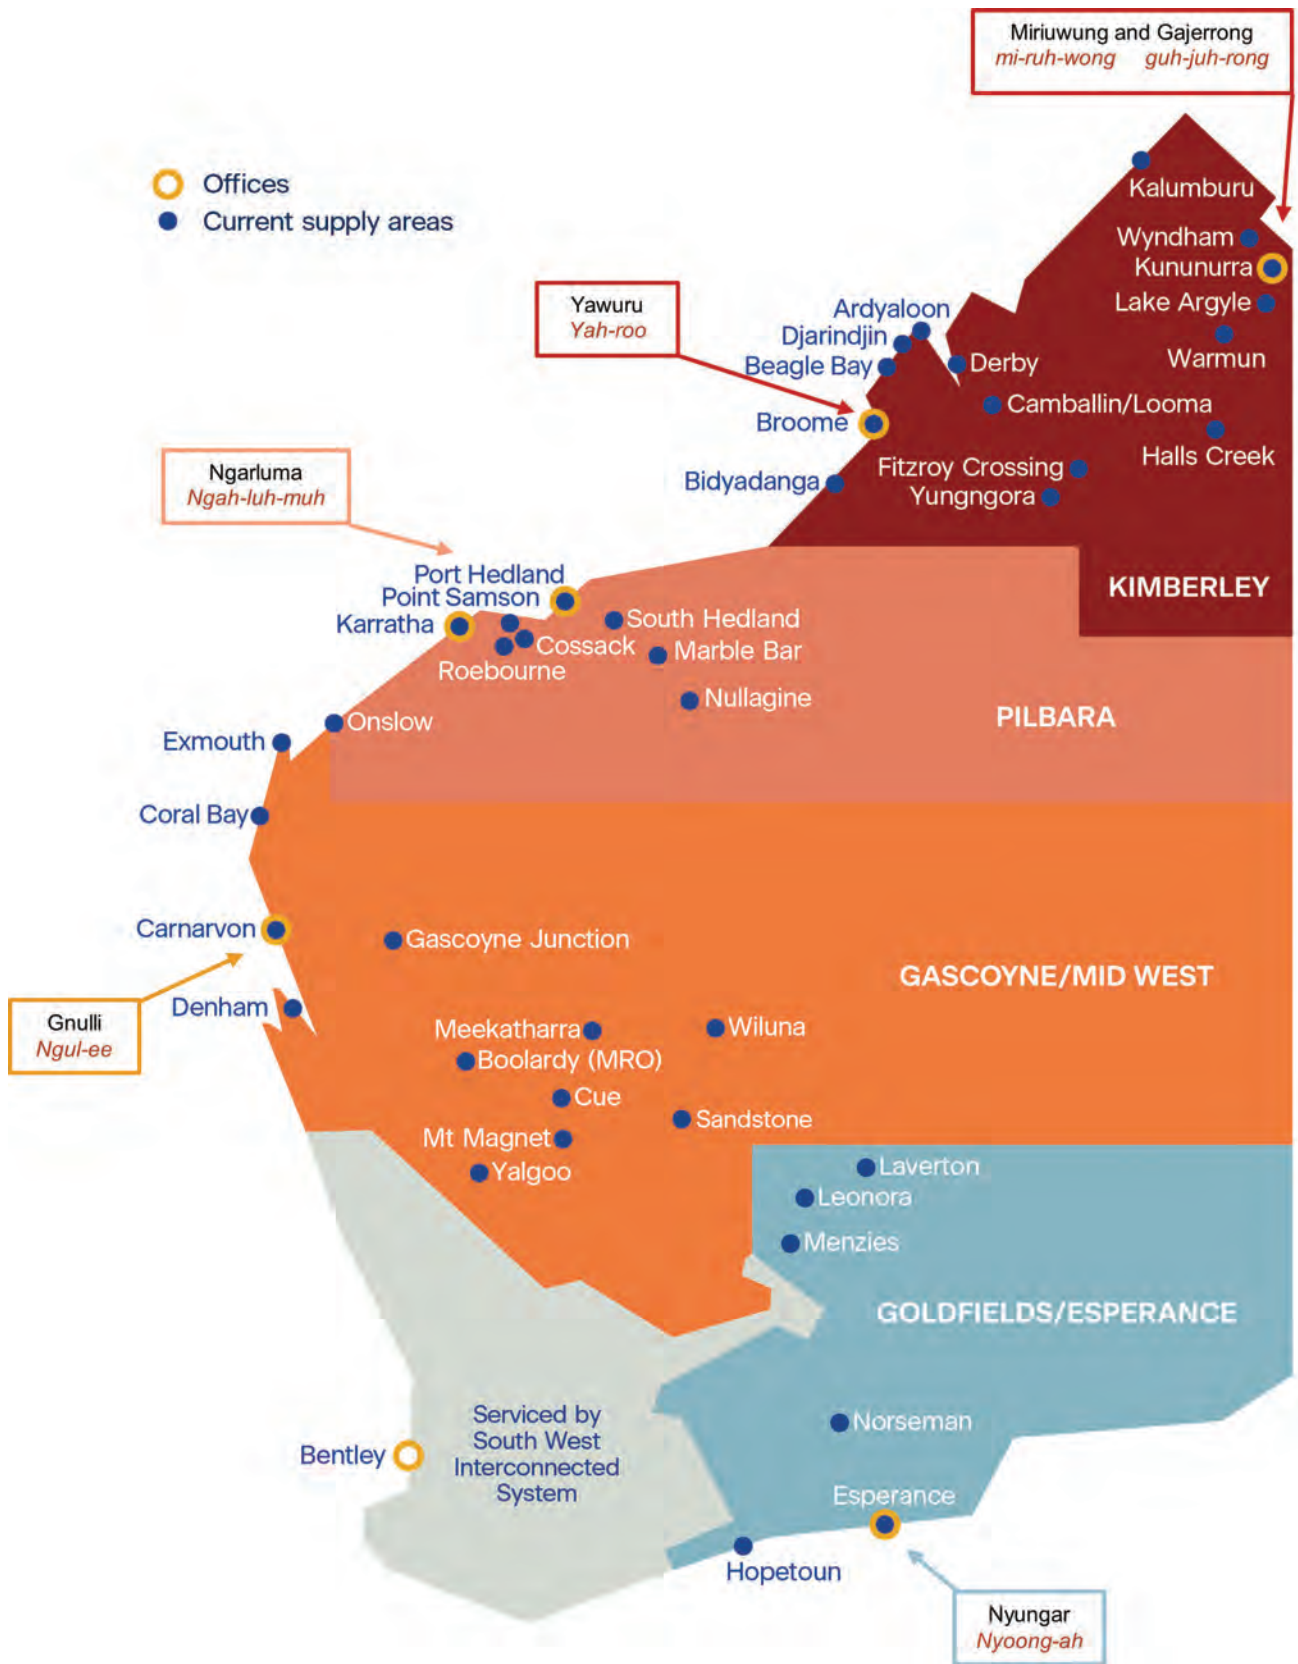 Miriuwung and Gajerrong
mi-ruh-wong guh-juh-rong
Offices
Current supply areas
Kalumburu
Wyndham
Kununurra
Lake Argyle
Warmun
Yawuru
Yah-roo
Ardyaloon
Djarindjin
Beagle Bay
Derby
Camballin/Looma
Broome
Halls Creek
Fitzroy Crossing
Bidyadanga
Yungngora
Ngarluma
Ngah-luh-muh
KIMBERLEY
Port Hedland
Point Samson
Karratha
South Hedland
Cossack
Marble Bar
Roebourne
Nullagine
PILBARA
Onslow
Exmouth
Coral Bay
Carnarvon
Gascoyne Junction
GASCOYNE/MID WEST
Denham
Gnulli
Ngul-ee
Meekatharra
Wiluna
Boolardy (MRO)
Cue
Sandstone
Mt Magnet
Yalgoo
Laverton
Leonora
Menzies
GOLDFIELDS/ESPERANCE
Serviced by
South West
Interconnected
System
Norseman
Bentley
Esperance
Hopetoun
Nyungar
Nyoong-ah